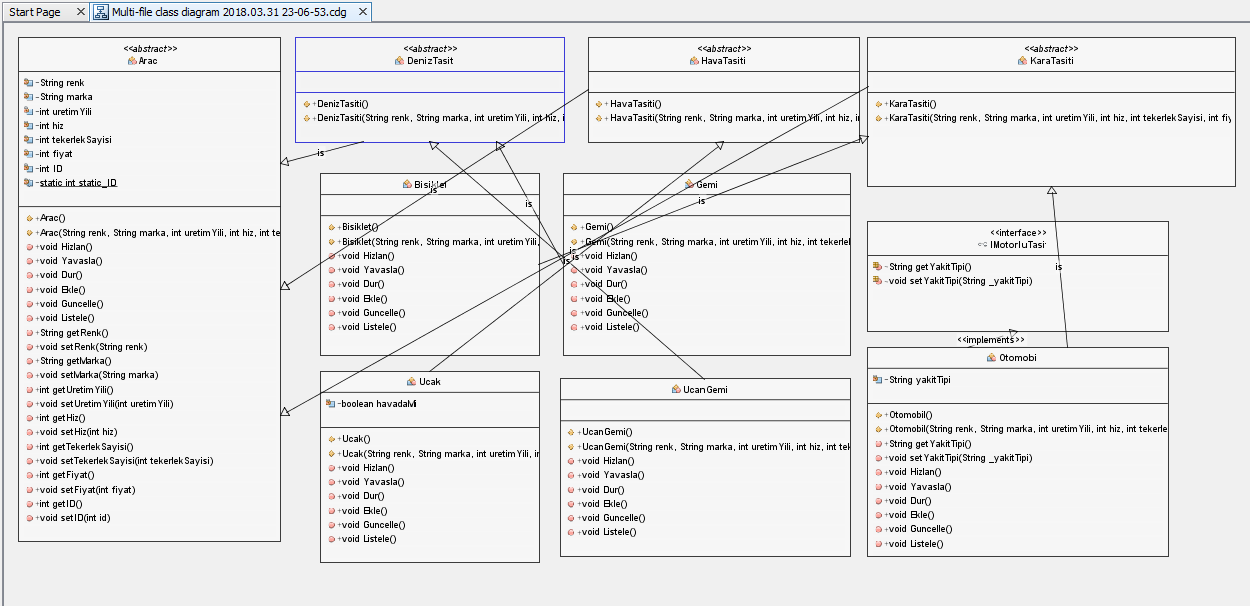 Start Page
Multi-file class diagram 2018.03.31 23-06-53.cdg
<<abstract>>
Arac
-String renk
-String marka
-int uretimYili
-int hiz
-int tekerlekSayisi
-int fiyat
-int ID
-static int static_ID
+Arac()
+Arac(String renk, String marka, int uretimYili, int hiz, int te
+void Hizlan()
+void Yavasla()
+void Dur()
+void Ekle()
+void Guncelle()
+void Listele()
+String getRenk()
+void setRenk(String renk)
+String getMarka()
+void setMarka(String marka)
+int getUretimYili()
+void setUretimYili(int uretimYili)
+int getHiz()
+void setHiz(int hiz)
+int getTekerlekSayisi()
+void setTekerlekSayisi(int tekerlekSayisi)
+int getFiyat()
+void setFiyat(int fiyat)
+int getID()
+void setID(int id)
<<abstract>>
DenizTasit
+DenizTasiti()
+DenizTasiti(String renk, String marka, int uretimYili, int hiz, i
<<abstract>>
HavaTasiti
+HavaTasiti()
+HavaTasiti(String renk, String marka, int uretimYili, int hiz, int
<<abstract>>
KaraTasiti
+KaraTasiti()
+KaraTasiti(String renk, String marka, int uretimYili, int hiz, int tekerlekSayisi, int fiy
is
Bisiklet
is
is
+Bisiklet()
+Bisiklet(String renk, String marka, int uretimYili,
+void Hizlan()
+void Yavasla()
+void Dur()
+void Ekle()
+void Guncelle()
+void Listele()
Gemi
is
+Gemi()
+Gemi(String renk, String marka, int uretimYili, int hiz, int tekerlel
is
is
is
+void Hizlan()
+void Yavasla()
+void Dur()
+void Ekle()
+void Guncelle()
+void Listele()
<<interface>>
IMotorluTasi
-String getYakitTipi()
-void setYakitTipi(String _yakitTipi)
is
<<implements>>
Ucak
-boolean havadaMi
+Ucak()
+Ucak(String renk, String marka, int uretimYili, in
+void Hizlan()
+void Yavasla()
+void Dur()
+void Ekle()
+void Guncelle()
+void Listele()
UcanGemi
+UcanGemi()
+UcanGemi(String renk, String marka, int uretimYili, int hiz, int tek
+void Hizlan()
+void Yavasla()
+void Dur()
+void Ekle()
+void Guncelle()
+void Listele()
Otomobi
-String yakitTipi
+Otomobil()
+Otomobil(String renk, String marka, int uretimYili, int hiz, int tekerle
+String getYakitTipi()
+void setYakitTipi(String _yakitTipi)
+void Hizlan()
+void Yavasla()
+void Dur()
+void Ekle()
+void Guncelle()
+void Listele()